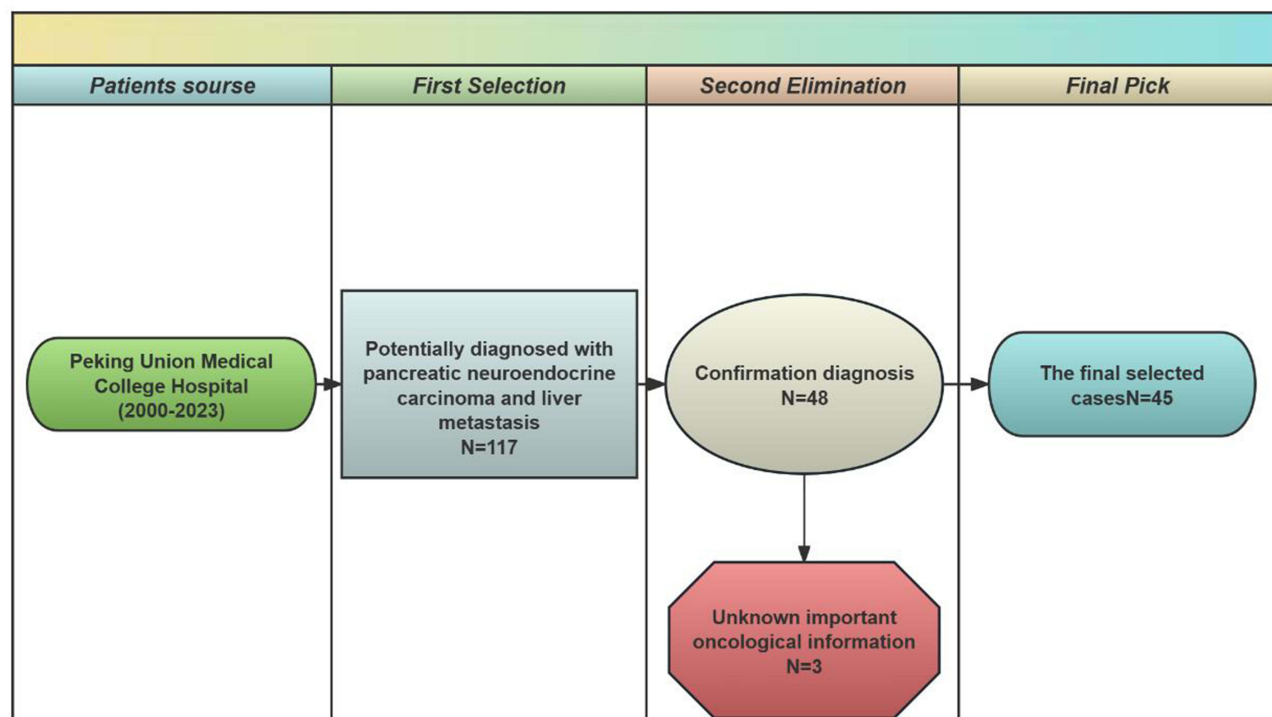 Patients sourse
First Selection
Second Elimination
Final Pick
Peking Union Medical
College Hospital
(2000-2023)
Potentially diagnosed with
pancreatic neuroendocrine
carcinoma and liver
metastasis
N=117
Confirmation diagnosis
N=48
The final selected
casesN=45
Unknown important
oncological information
N=3